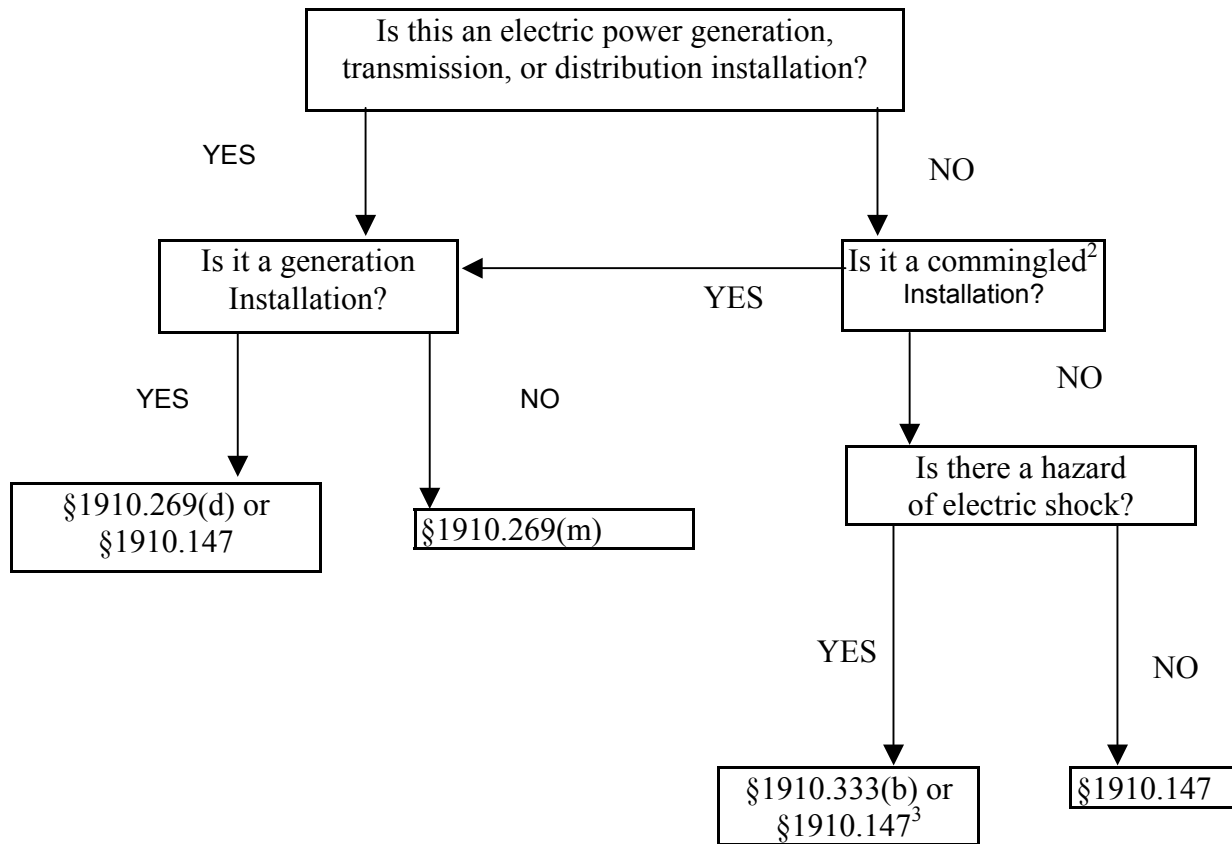 Is this an electric power generation,
transmission, or distribution installation?
YES
NO
Is it a generation
Installation?
Is it a commingled²
Installation?
YES
NO
YES
NO
Is there a hazard
of electric shock?
§1910.269(d) or
§1910.147
§1910.269(m)
YES
NO
§1910.333(b) or
§1910.147³
§1910.147